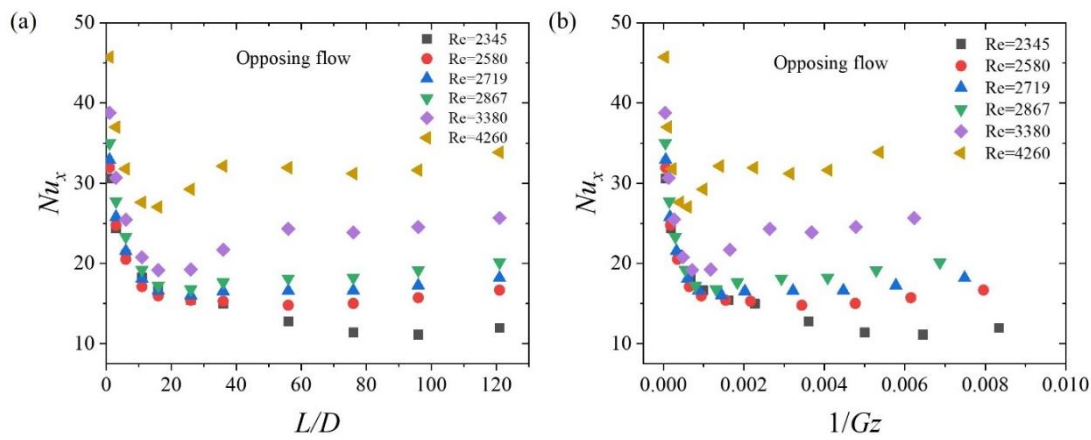 (a)
50
40
30
20
10
Nux
Opposing flow
Re=2345
Re=2580
Re=2719
Re=2867
Re=3380
Re=4260
0 20 40 60 80 100 120
L/D
(b)
50
40
30
20
10
Nux
Opposing flow
Re=2345
Re=2580
Re=2719
Re=2867
Re=3380
Re=4260
0.000 0.002 0.004 0.006 0.008 0.010
1/Gz